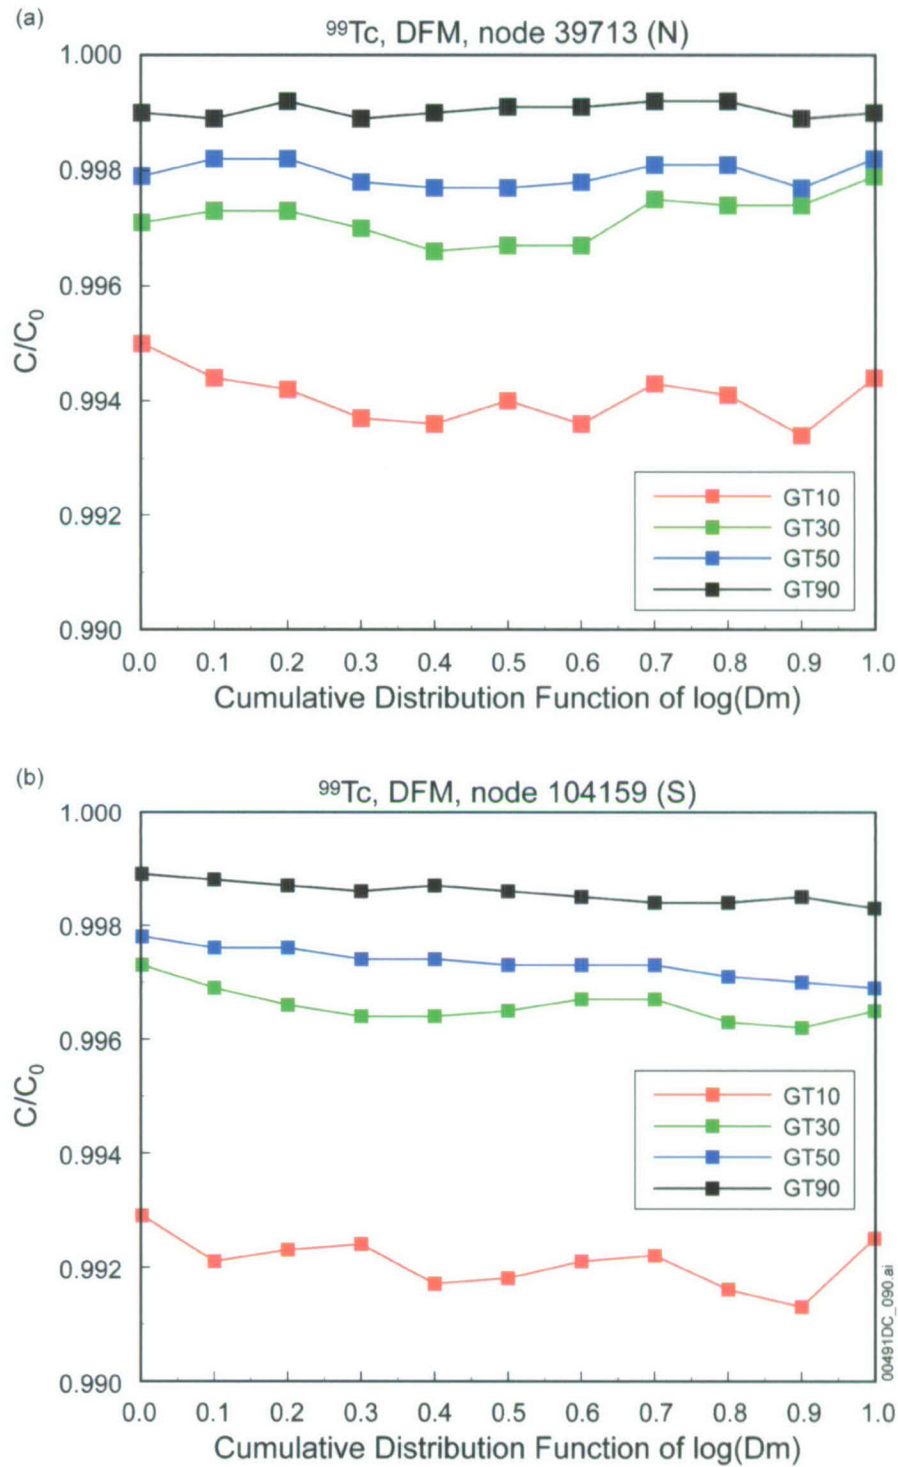 (a)
⁹⁹Tc, DFM, node 39713 (N)
1.000
0.998
0.996
0.994
0.992
0.990
C/C₀
GT10
GT30
GT50
GT90
0.0 0.1 0.2 0.3 0.4 0.5 0.6 0.7 0.8 0.9 1.0
Cumulative Distribution Function of log(Dm)
(b)
⁹⁹Tc, DFM, node 104159 (S)
1.000
0.998
0.996
0.994
0.992
0.990
C/C₀
GT10
GT30
GT50
GT90
00491DC_090.ai
0.0 0.1 0.2 0.3 0.4 0.5 0.6 0.7 0.8 0.9 1.0
Cumulative Distribution Function of log(Dm)